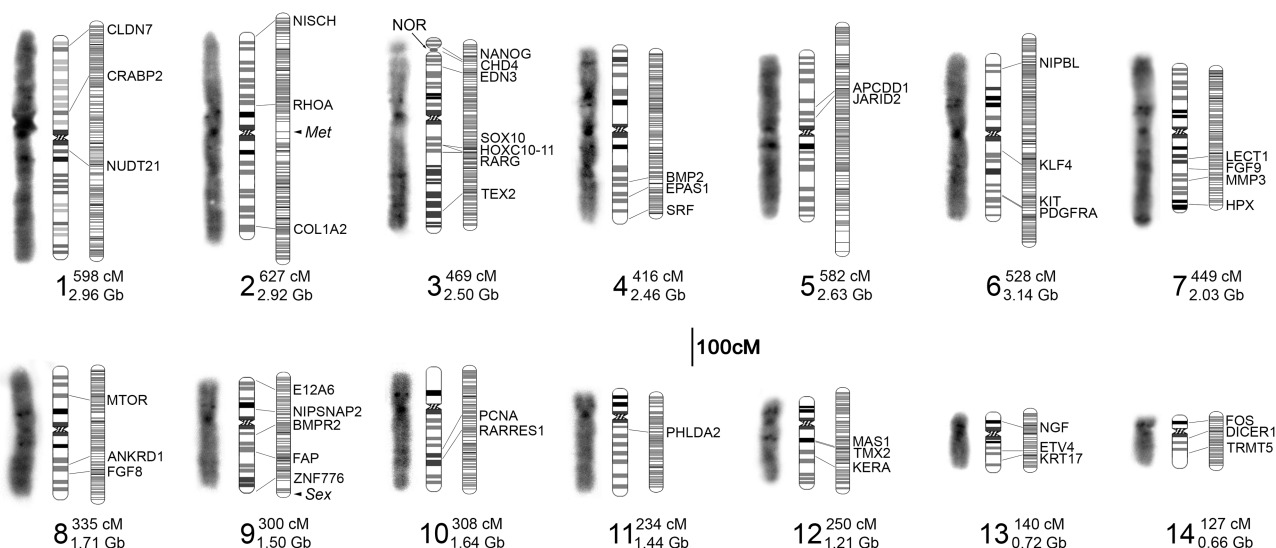 CLDN7
CRABP2
NUDT21
1 598 cM
2.96 Gb
NISCH
RHOA
Met
COL1A2
2 627 cM
2.92 Gb
NOR
NANOG
CHD4
EDN3
SOX10
HOXC10-11
RARG
TEX2
3 469 cM
2.50 Gb
BMP2
EPAS1
SRF
4 416 cM
2.46 Gb
APCDD1
JARID2
5 582 cM
2.63 Gb
NIPBL
KLF4
KIT
PDGFRA
6 528 cM
3.14 Gb
LECT1
FGF9
MMP3
HPX
7 449 cM
2.03 Gb
100cM
MTOR
ANKRD1
FGF8
8 335 cM
1.71 Gb
E12A6
NIPSNAP2
BMPR2
FAP
ZNF776
Sex
9 300 cM
1.50 Gb
PCNA
RARRES1
10 308 cM
1.64 Gb
PHLDA2
11 234 cM
1.44 Gb
MAS1
TMX2
KERA
12 250 cM
1.21 Gb
NGF
ETV4
KRT17
13 140 cM
0.72 Gb
FOS
DICER1
TRMT5
14 127 cM
0.66 Gb